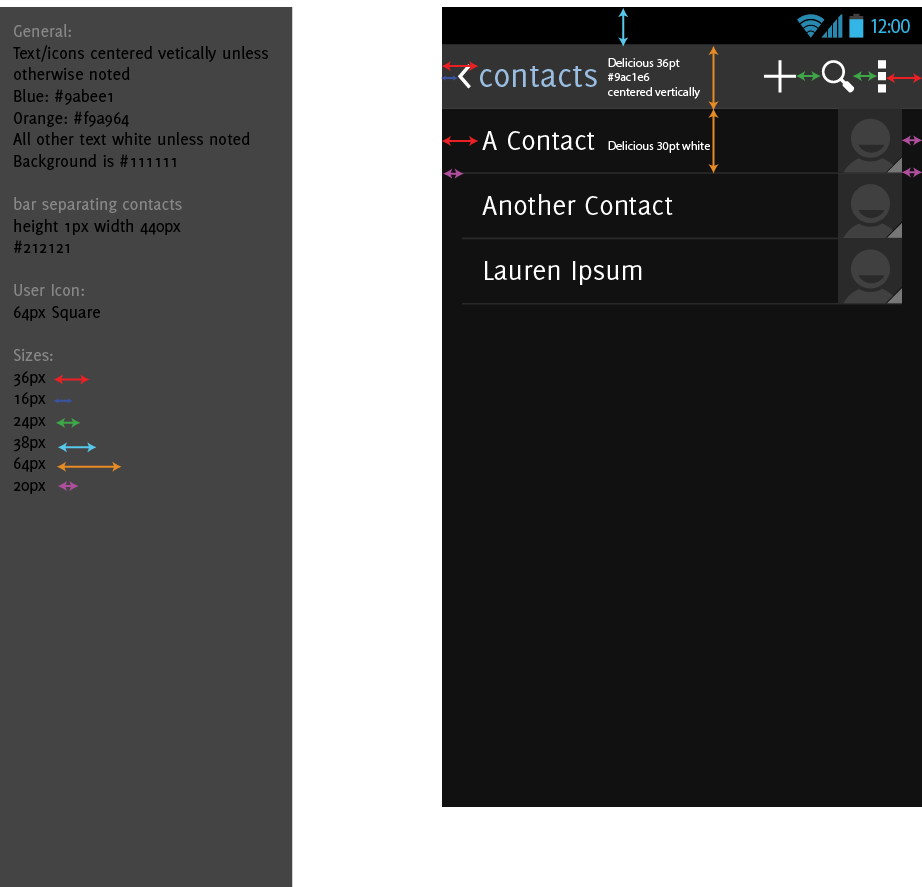 General:
Text/icons centered vetically unless
otherwise noted
Blue: #9abee1
Orange: #f9a964
All other text white unless noted
Background is #111111
bar separating contacts
height 1px width 440px
#212121
User Icon:
64px Square
Sizes:
36px
16px
24px
38px
64px
20px
12:00
contacts
Delicious 36pt
#9ac1e6
centered vertically
A Contact
Delicious 30pt white
Another Contact
Lauren Ipsum